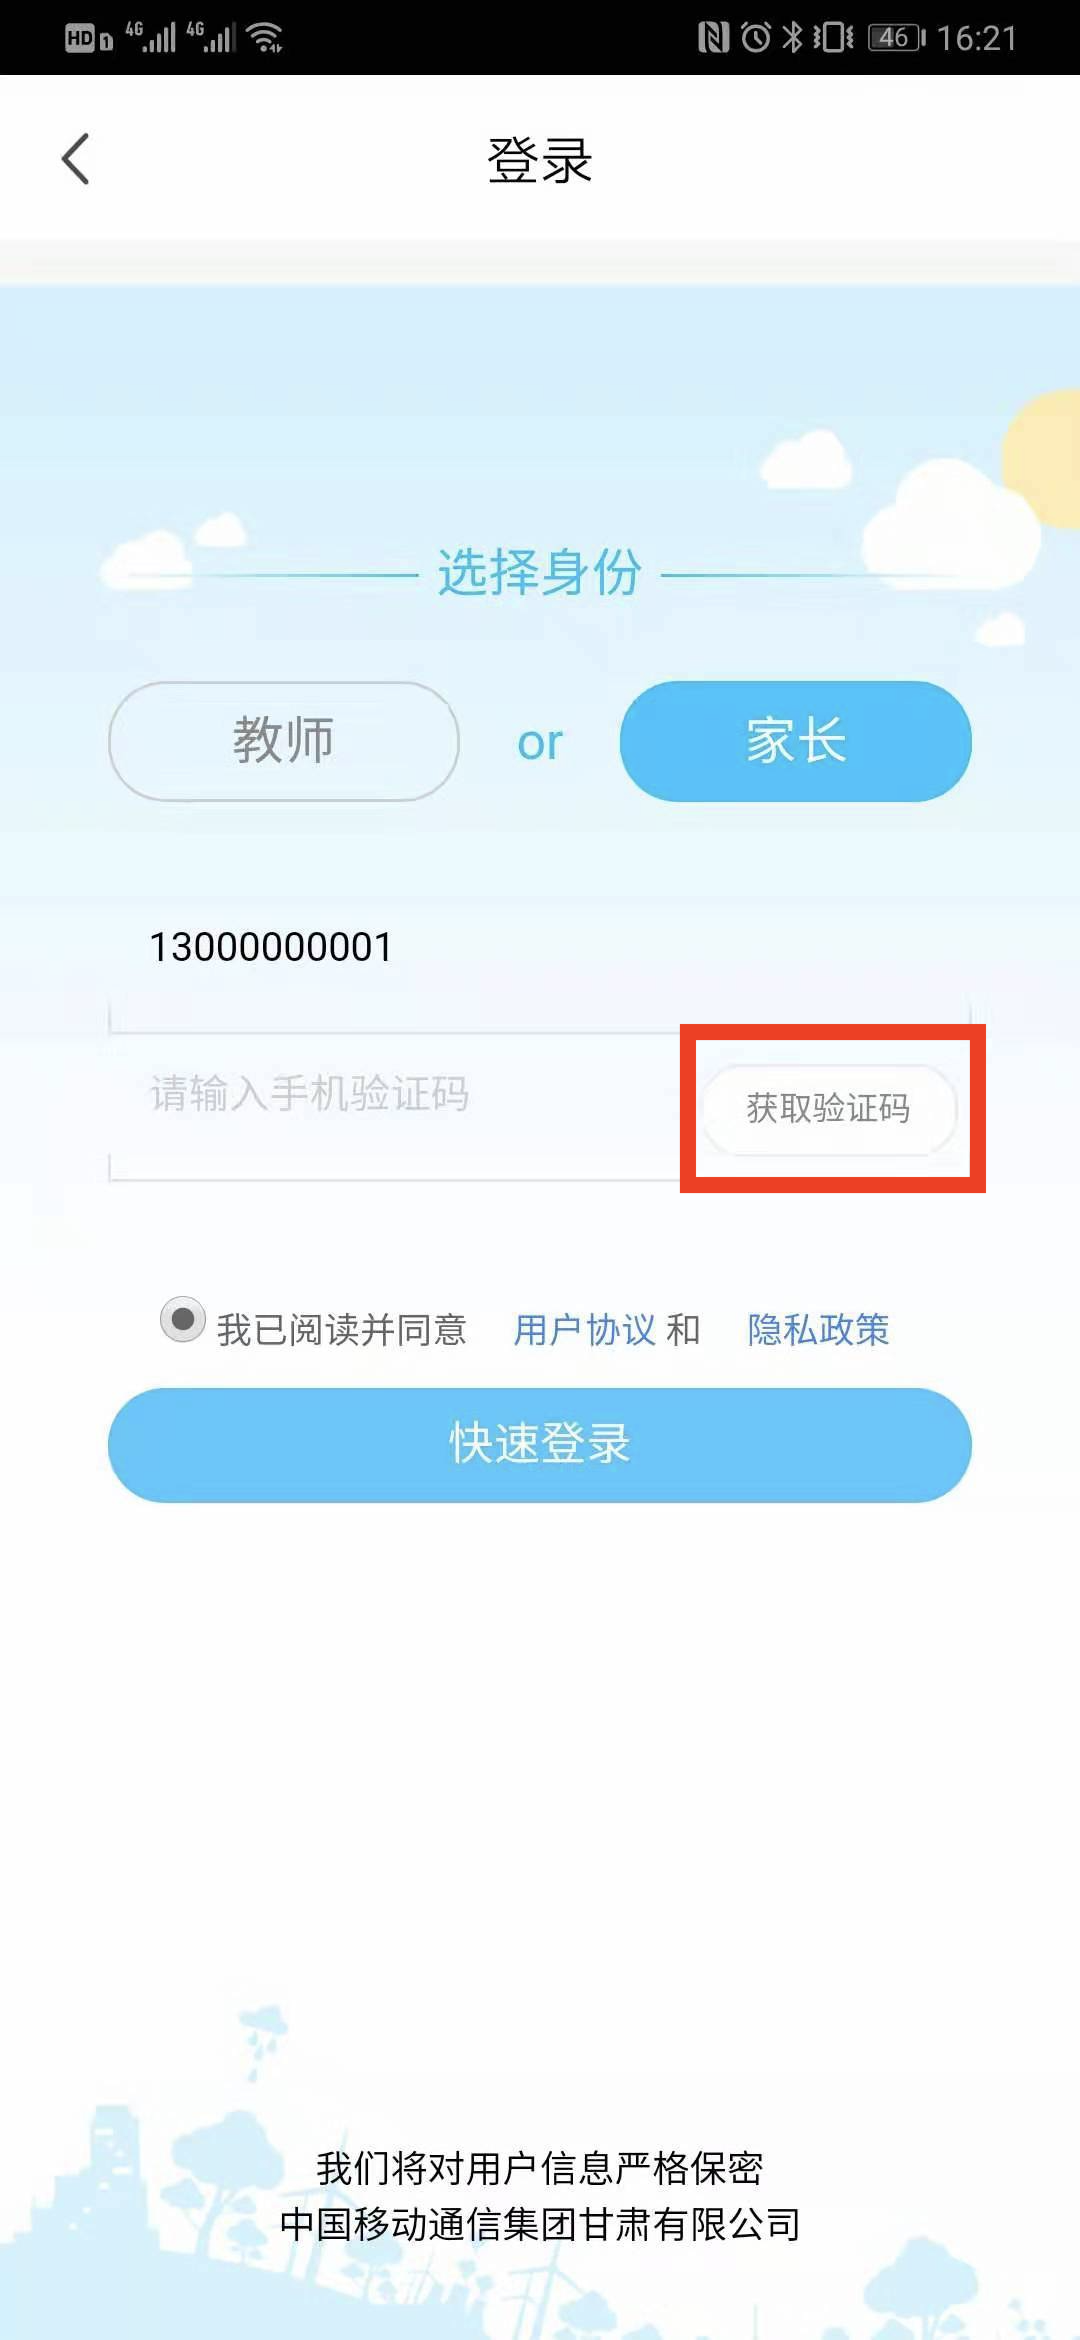 HD 1 4G 4G 46 16:21
登录
选择身份
教师 or 家长
13000000001
请输入手机验证码 获取验证码
我已阅读并同意 用户协议 和 隐私政策
快速登录
我们将对用户信息严格保密
中国移动通信集团甘肃有限公司